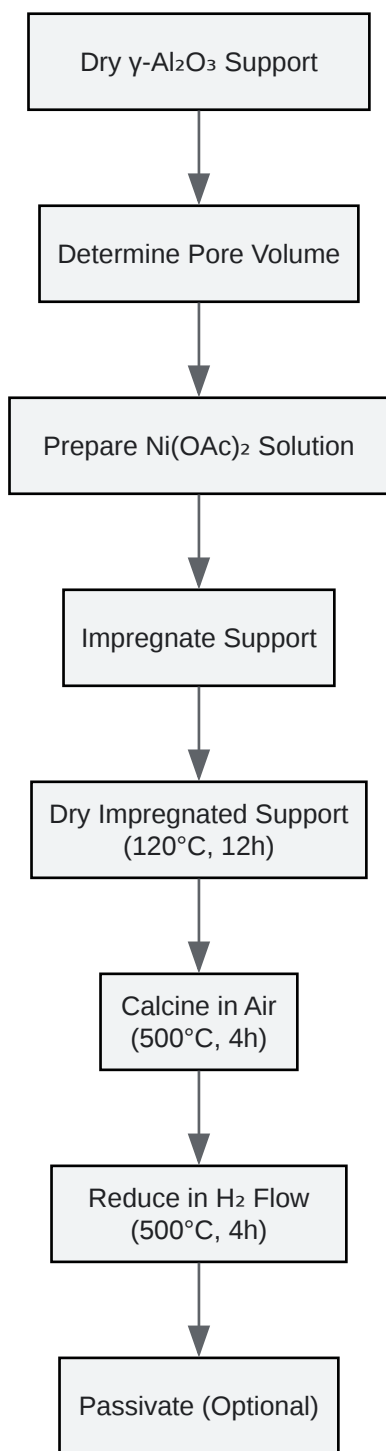 Dry γ-Al₂O₃ Support
Determine Pore Volume
Prepare Ni(OAc)₂ Solution
Impregnate Support
Dry Impregnated Support
(120°C, 12h)
Calcine in Air
(500°C, 4h)
Reduce in H₂ Flow
(500°C, 4h)
Passivate (Optional)